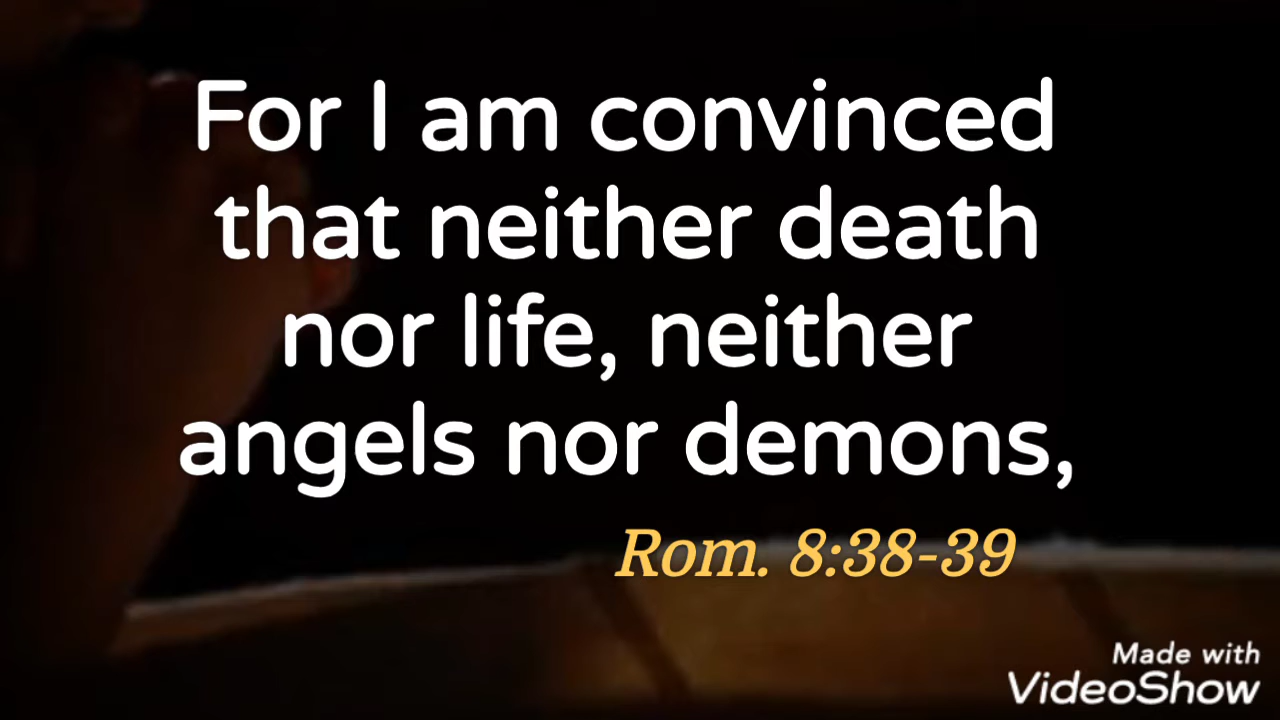 For I am convinced
that neither death
nor life, neither
angels nor demons,
Rom. 8:38-39
Made with
VideoShow